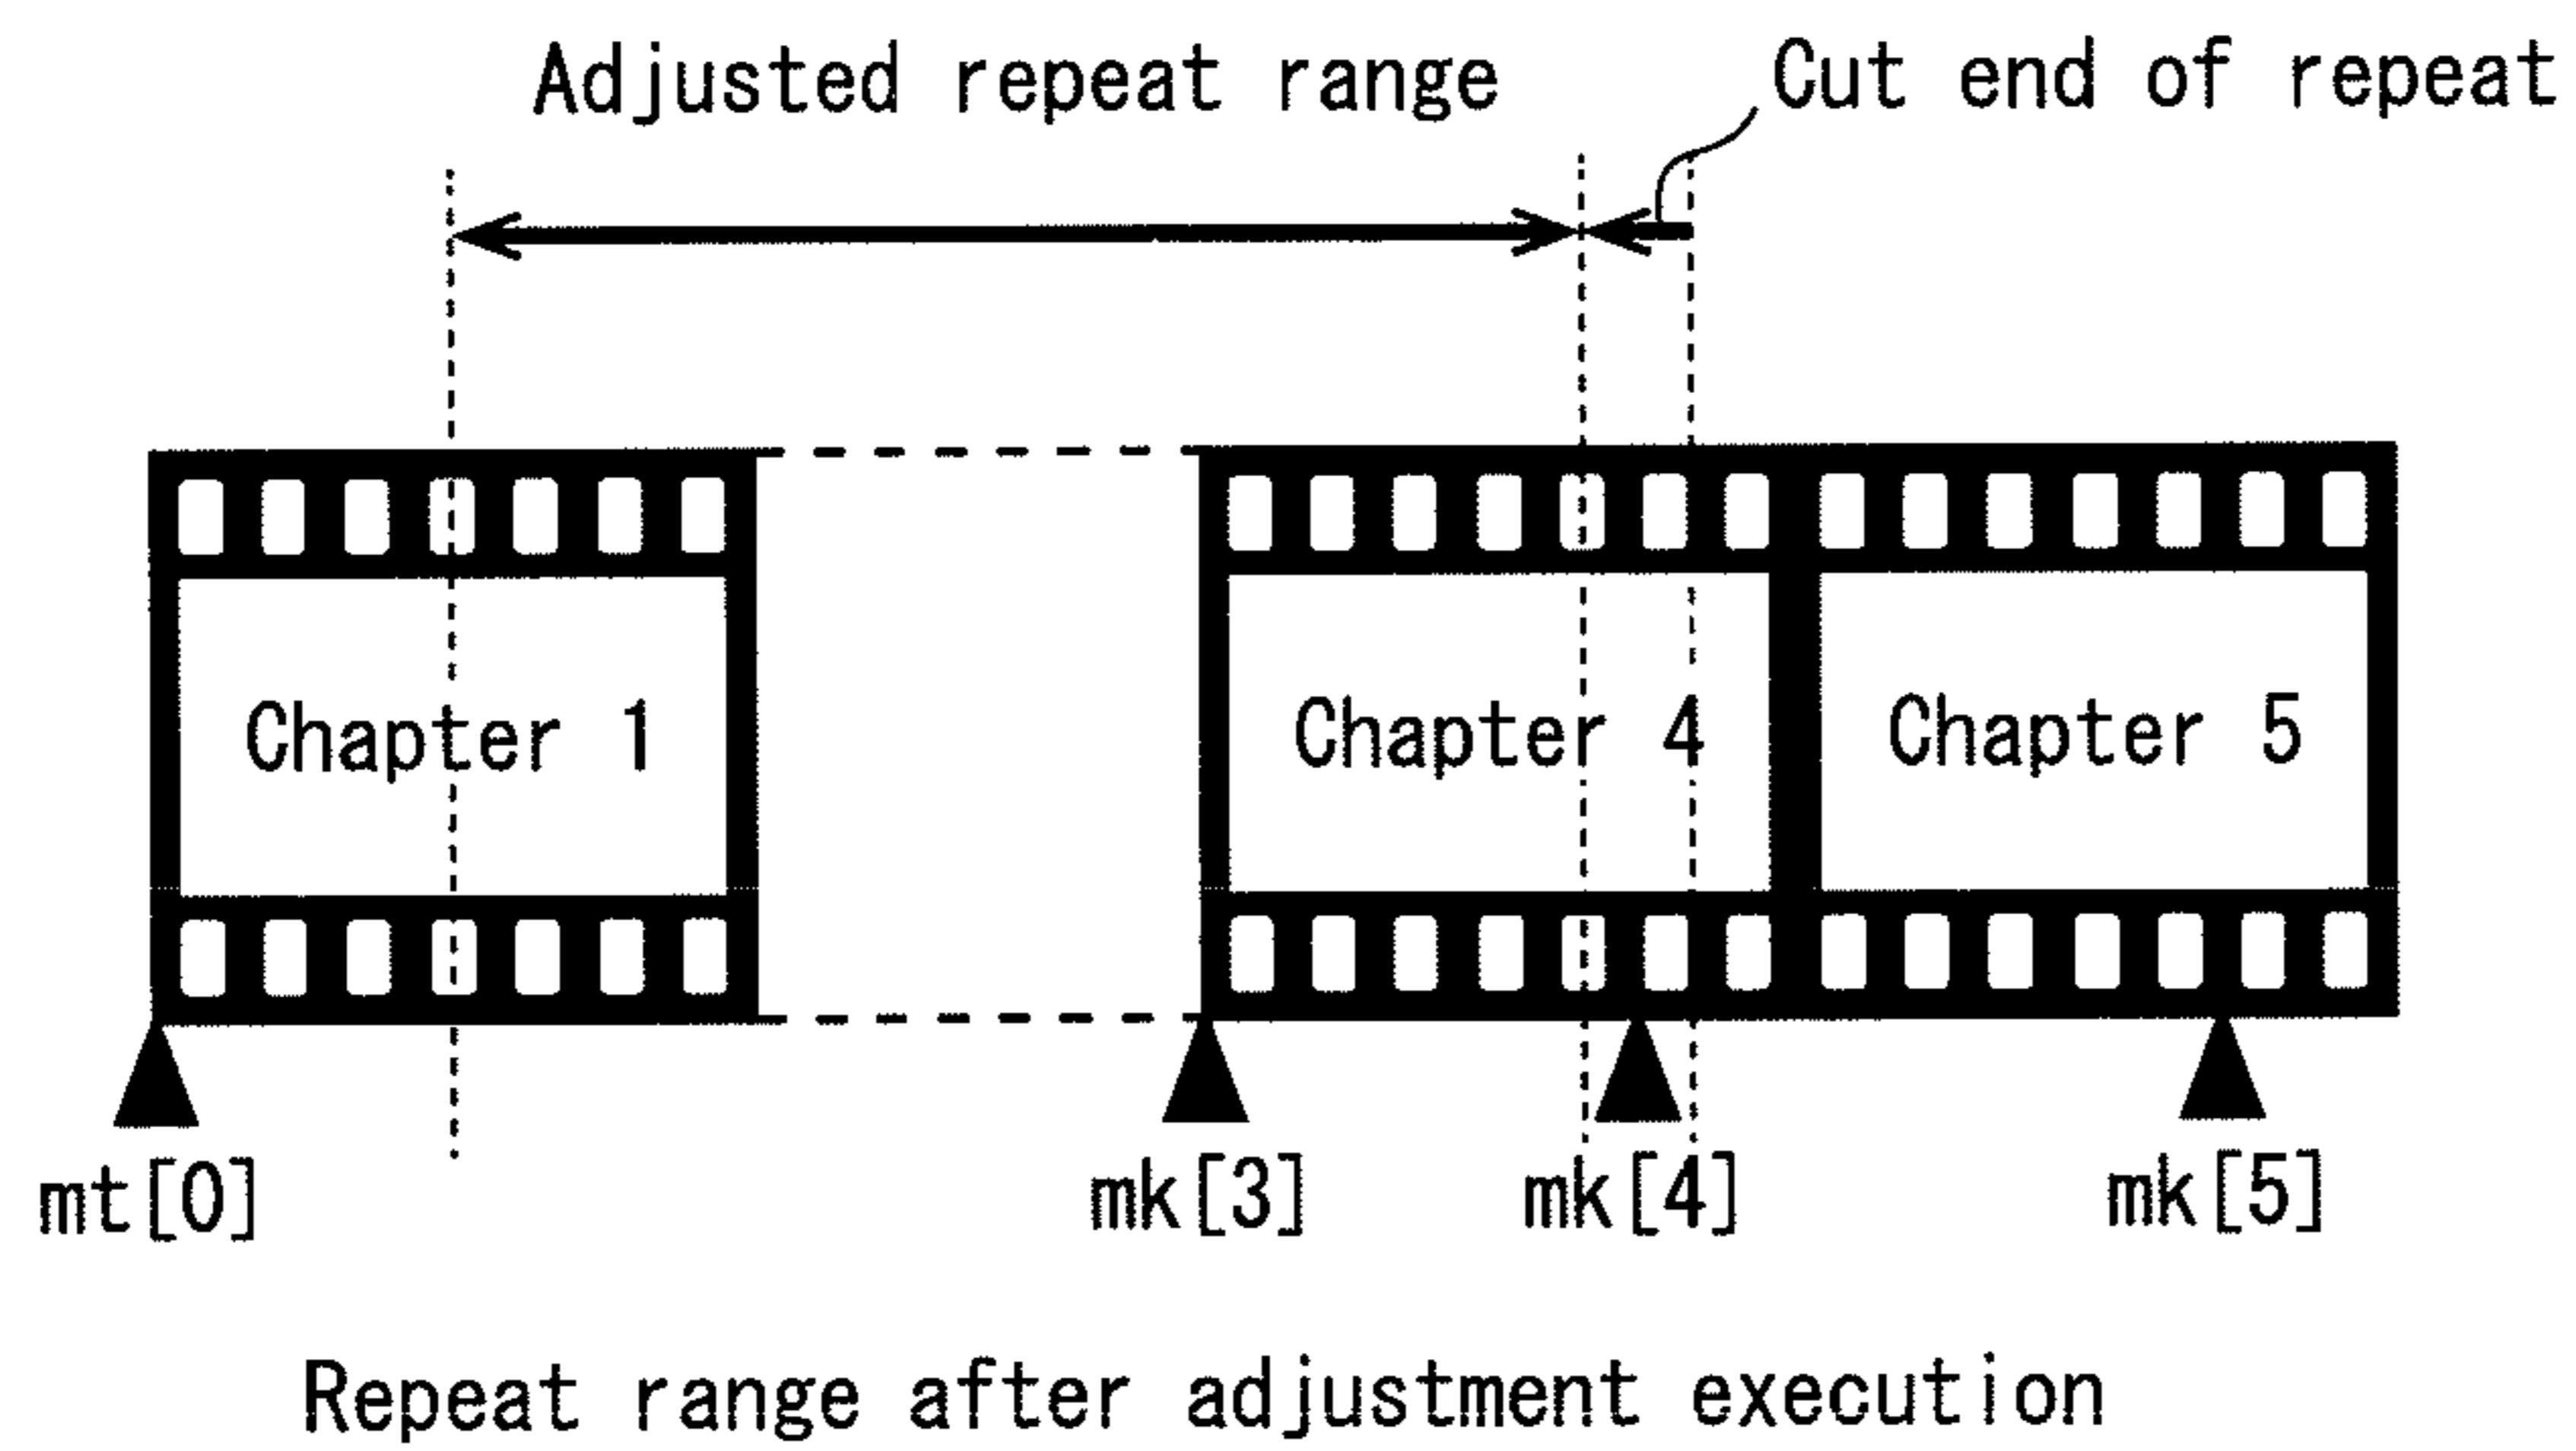 Adjusted repeat range
Cut end of repeat
Chapter 1
Chapter 4
Chapter 5
mt[0]
mk[3]
mk[4]
mk[5]
Repeat range after adjustment execution